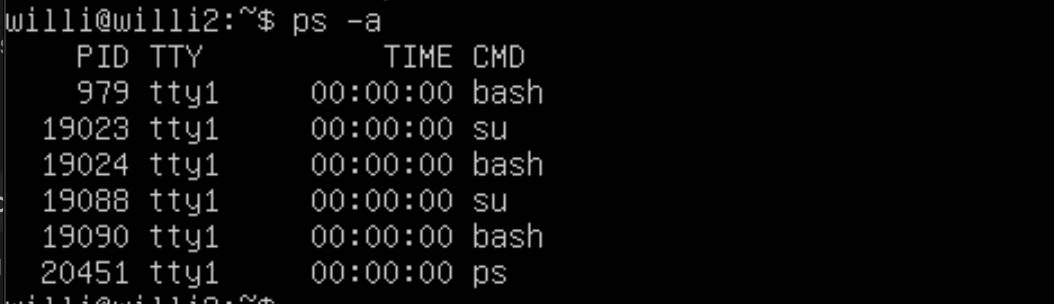 willi@willi2:~$ ps -a
    PID TTY          TIME CMD
    979 tty1     00:00:00 bash
  19023 tty1     00:00:00 su
  19024 tty1     00:00:00 bash
  19088 tty1     00:00:00 su
  19090 tty1     00:00:00 bash
  20451 tty1     00:00:00 ps
willi@willi2:~$